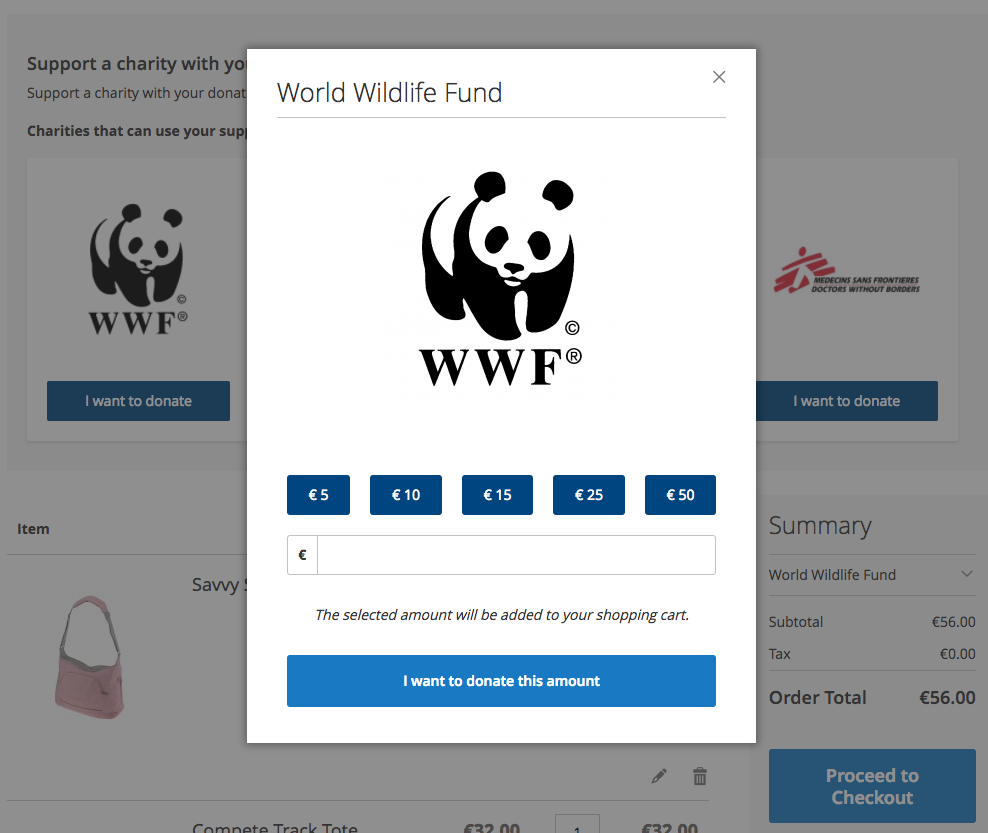 Support a charity with yo
Support a charity with your donat
Charities that can use your supp
World Wildlife Fund
©
WWF®
I want to donate
©
WWF®
MEDECINS SANS FRONTIERES
DOCTORS WITHOUT BORDERS
I want to donate
€ 5
€ 10
€ 15
€ 25
€ 50
€
The selected amount will be added to your shopping cart.
I want to donate this amount
Item
Savvy S
Compete Track Tote
€32.00
1
€32.00
Summary
World Wildlife Fund
Subtotal €56.00
Tax €0.00
Order Total €56.00
Proceed to
Checkout